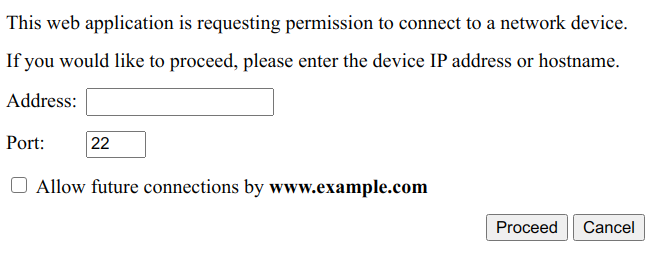 This web application is requesting permission to connect to a network device.
If you would like to proceed, please enter the device IP address or hostname.
Address:
Port: 22
Allow future connections by www.example.com
Proceed Cancel